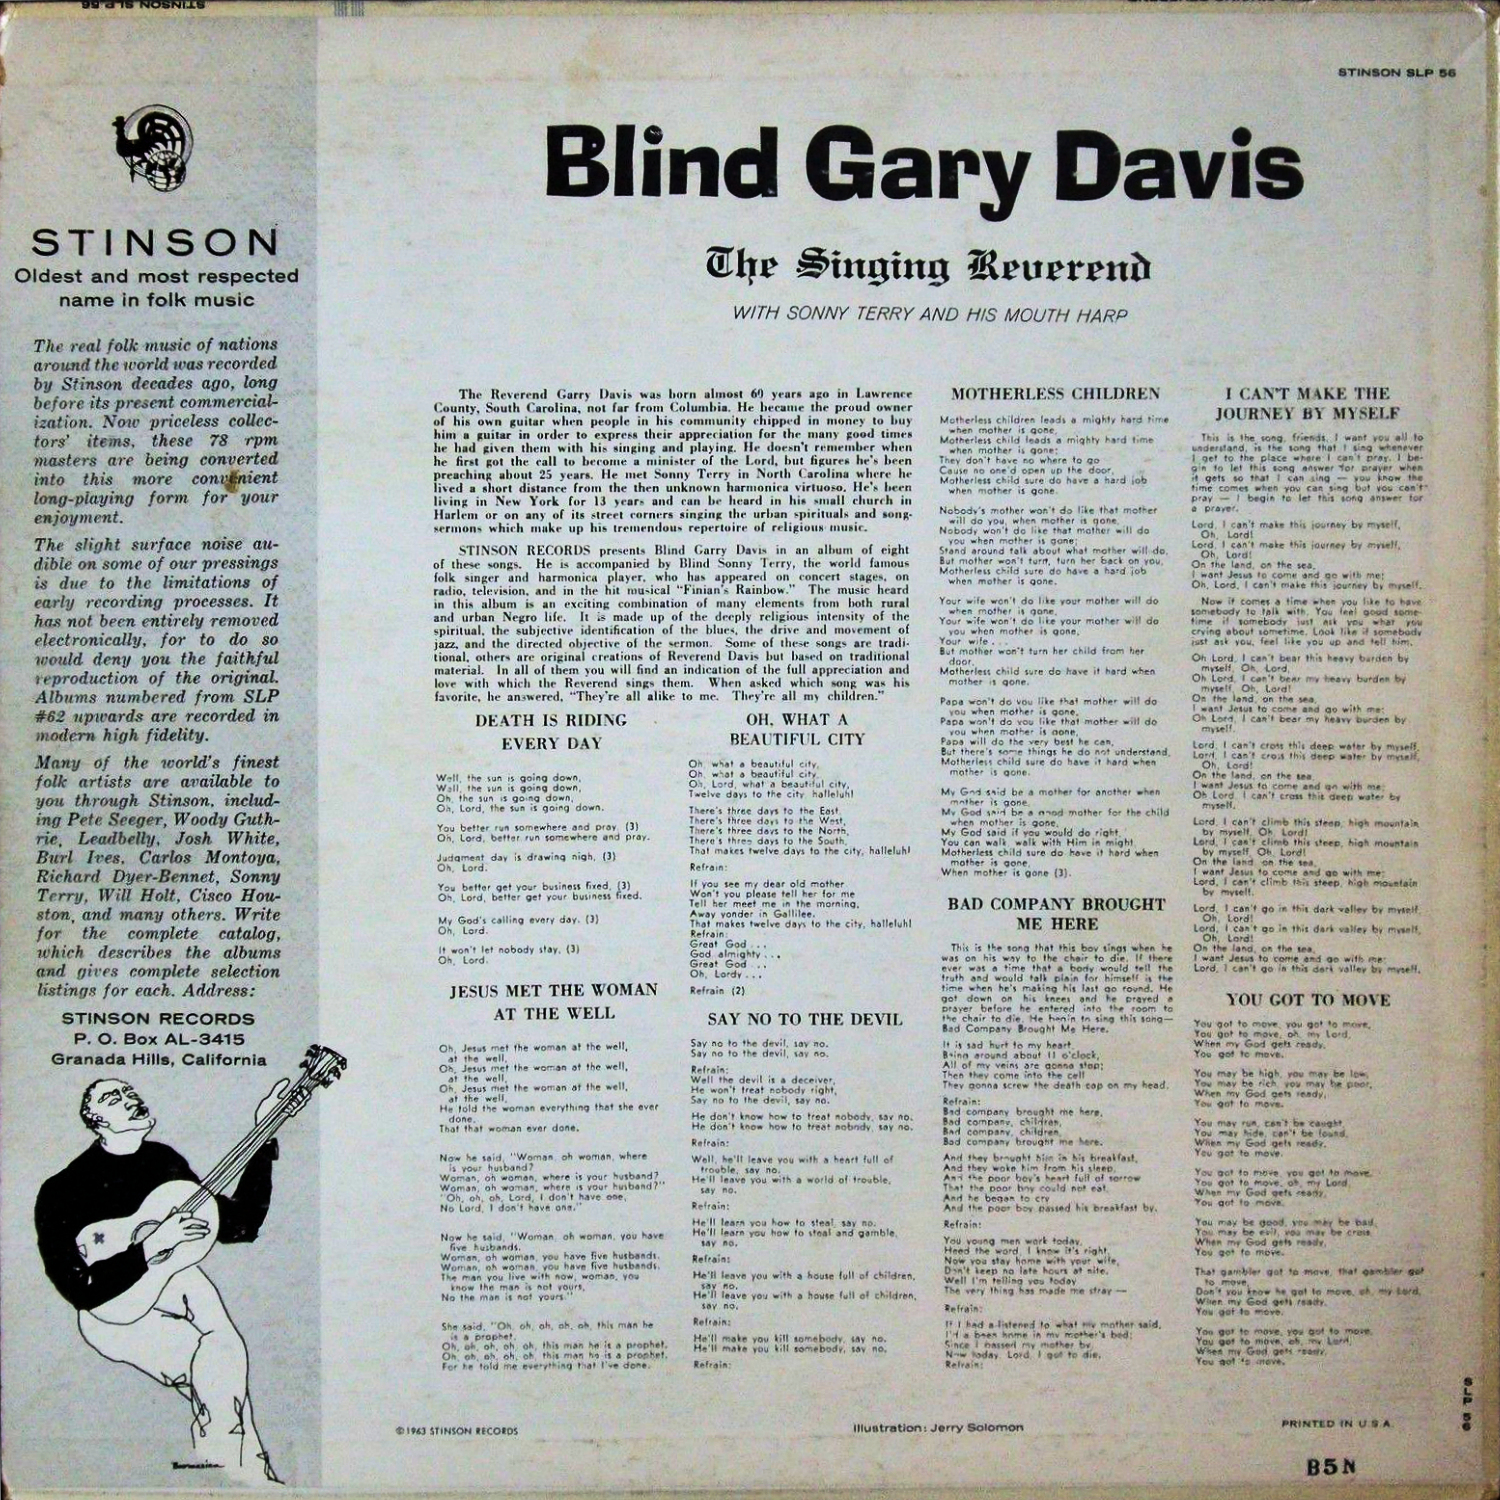 STINSON SLP 56
STINSON SLP 56
STINSON
Oldest and most respected
name in folk music
The real folk music of nations
around the world was recorded
by Stinson decades ago, long
before its present commercial-
ization. Now priceless collec-
tors' items, these 78 rpm
masters are being converted
into this more convenient
long-playing form for your
enjoyment.
The slight surface noise au-
dible on some of our pressings
is due to the limitations of
early recording processes. It
has not been entirely removed
electronically, for to do so
would deny you the faithful
reproduction of the original.
Albums numbered from SLP
#62 upwards are recorded in
modern high fidelity.
Many of the world's finest
folk artists are available to
you through Stinson, includ-
ing Pete Seeger, Woody Guth-
rie, Leadbelly, Josh White,
Burl Ives, Carlos Montoya,
Richard Dyer-Bennet, Sonny
Terry, Will Holt, Cisco Hou-
ston, and many others. Write
for the complete catalog,
which describes the albums
and gives complete selection
listings for each. Address:
STINSON RECORDS
P. O. Box AL-3415
Granada Hills, California
Blind Gary Davis
The Singing Reverend
WITH SONNY TERRY AND HIS MOUTH HARP
The Reverend Garry Davis was born almost 60 years ago in Lawrence
County, South Carolina, not far from Columbia. He became the proud owner
of his own guitar when people in his community chipped in money to buy
him a guitar in order to express their appreciation for the many good times
he had given them with his singing and playing. He doesn't remember when
he first got the call to become a minister of the Lord, but figures he's been
preaching about 25 years. He met Sonny Terry in North Carolina where he
lived a short distance from the then unknown harmonica virtuoso. He's been
living in New York for 13 years and can be heard in his small church in
Harlem or on any of its street corners singing the urban spirituals and song-
sermons which make up his tremendous repertoire of religious music.
STINSON RECORDS presents Blind Garry Davis in an album of eight
of these songs. He is accompanied by Blind Sonny Terry, the world famous
folk singer and harmonica player, who has appeared on concert stages, on
radio, television, and in the hit musical "Finian's Rainbow." The music heard
in this album is an exciting combination of many elements from both rural
and urban Negro life. It is made up of the deeply religious intensity of the
spiritual, the subjective identification of the blues, the drive and movement of
jazz, and the directed objective of the sermon. Some of these songs are tradi-
tional, others are original creations of Reverend Davis but based on traditional
material. In all of them you will find an indication of the full appreciation and
love with which the Reverend sings them. When asked which song was his
favorite, he answered, "They're all alike to me. They're all my children."
DEATH IS RIDING
EVERY DAY
Well, the sun is going down,
Well, the sun is going down,
Oh, the sun is going down,
Oh, Lord, the sun is going down.
You better run somewhere and pray (3)
Oh, Lord, better run somewhere and pray.
Judgment day is drawing nigh, (3)
Oh, Lord.
You better get your business fixed, (3)
Oh, Lord, better get your business fixed.
My God's calling every day. (3)
Oh, Lord.
It won't let nobody stay, (3)
Oh, Lord.
JESUS MET THE WOMAN
AT THE WELL
Oh, Jesus met the woman at the well,
at the well,
Oh, Jesus met the woman at the well,
at the well,
Oh, Jesus met the woman at the well,
at the well,
He told the woman everything that she ever
done.
That that woman ever done.
Now he said, "Woman, oh woman, where
is your husband?
Woman, oh woman, where is your husband?
Woman, oh woman, where is your husband?"
"Oh, oh, oh, Lord, I don't have one,
No Lord, I don't have one."
Now he said, "Woman, oh woman, you have
five husbands.
Woman, oh woman, you have five husbands.
Woman, oh woman, you have five husbands.
The man you live with now, woman, you
know the man is not yours,
No the man is not yours."
She said, "Oh, oh, oh, oh, oh, this man he
is a prophet.
Oh, oh, oh, oh, oh, this man he is a prophet.
Oh, oh, oh, oh, oh, this man he is a prophet.
For he told me everything that I've done.
OH, WHAT A
BEAUTIFUL CITY
Oh, what a beautiful city,
Oh, what a beautiful city,
Oh, Lord, what a beautiful city,
Twelve days to the city, halleluh!
There's three days to the East,
There's three days to the West,
There's three days to the North,
There's three days to the South,
That makes twelve days to the city, halleluh!
Refrain:
If you see my dear old mother
Won't you please tell her for me
Tell her meet me in the morning,
Away yonder in Gallilee.
That makes twelve days to the city, halleluh!
Refrain:
Great God . . .
God almighty . . .
Great God . . .
Oh, Lordy . . .
Refrain (2)
SAY NO TO THE DEVIL
Say no to the devil, say no.
Say no to the devil, say no.
Refrain:
Well the devil is a deceiver,
He won't treat nobody right,
Say no to the devil, say no.
He don't know how to treat nobody, say no.
He don't know how to treat nobody, say no.
Refrain:
Well, he'll leave you with a heart full of
trouble, say no.
He'll leave you with a world of trouble,
say no.
Refrain:
He'll learn you how to steal, say no.
He'll learn you how to steal and gamble,
say no.
Refrain:
He'll leave you with a house full of children,
say no.
He'll leave you with a house full of children,
say no.
Refrain:
He'll make you kill somebody, say no.
He'll make you kill somebody, say no.
Refrain:
MOTHERLESS CHILDREN
Motherless children leads a mighty hard time
when mother is gone,
Motherless child leads a mighty hard time
when mother is gone;
They don't have no where to go
Cause no one'd open up the door,
Motherless child sure do have a hard job
when mother is gone.
Nobody's mother won't do like that mother
will do you, when mother is gone,
Nobody won't do like that mother will do
you when mother is gone;
Stand around talk about what mother will do,
But mother won't turn, turn her back on you,
Motherless child sure do have a hard job
when mother is gone.
Your wife won't do like your mother will do
when mother is gone,
Your wife won't do like your mother will do
you when mother is gone,
Your wife . . .
But mother won't turn her child from her
door,
Motherless child sure do have it hard
when mother is gone.
Papa won't do you like that mother will do
you when mother is gone,
Papa won't do you like that mother will do
you when mother is gone,
Papa will do the very best he can,
But there's some things he do not understand,
Motherless child sure do have it hard when
mother is gone.
My God said be a mother for another when
mother is gone,
My God said be a good mother for the child
when mother is gone,
My God said if you would do right,
You can walk walk with Him in might,
Motherless child sure do have it hard when
mother is gone,
When mother is gone (3).
BAD COMPANY BROUGHT
ME HERE
This is the song that this boy sings when he
was on his way to the chair to die. If there
ever was a time that a body would tell the
truth and would talk plain for himself is the
time when he's making his last go round. He
got down on his knees and he prayed a
prayer before he entered into the room to
the chair to die. He begin to sing this song—
Bad Company Brought Me Here.
It is sad hurt to my heart,
Bring around about 11 o'clock,
All of my veins are gonna stop;
Then they come into the cell
They gonna screw the death cap on my head.
Refrain:
Bad company brought me here,
Bad company, children,
Bad company, children,
Bad company brought me here.
And they brought him in his breakfast,
And they woke him from his sleep,
And the poor boy's heart full of sorrow
That the poor boy could not eat,
And he began to cry
And the poor boy passed his breakfast by.
Refrain:
You young men work today,
Heed the word, I know it's right,
Now you stay home with your wife,
Don't keep no late hours at nite,
Well I'm telling you today
The very thing has made me stray —
Refrain:
If I had a-listened to what my mother said,
I'd a been home in my mother's bed;
Since I passed my mother by,
Now today, Lord, I got to die.
Refrain:
I CAN'T MAKE THE
JOURNEY BY MYSELF
This is the song, friends, I want you all to
understand, is the song that I sing whenever
I get to the place where I can't pray. I be-
gin to let this song answer for prayer when
it gets so that I can sing — you know the
time comes when you can sing but you can't
pray — I begin to let this song answer for
a prayer.
Lord, I can't make this journey by myself,
Oh, Lord!
Lord, I can't make this journey by myself,
Oh, Lord!
On the land, on the sea,
I want Jesus to come and go with me;
Oh, Lord, I can't make this journey by myself.
Now if comes a time when you like to have
somebody to talk with. You feel good some-
time if somebody just ask you what you
crying about sometime. Look like if somebody
just ask you, feel like you up and tell him.
Oh Lord, I can't bear this heavy burden by
myself, Oh, Lord,
Oh Lord, I can't bear my heavy burden by
myself, Oh, Lord!
On the land, on the sea,
I want Jesus to come and go with me;
Oh Lord, I can't bear my heavy burden by
myself.
Lord, I can't cross this deep water by myself,
Lord, I can't cross this deep water by myself,
Oh, Lord!
On the land, on the sea,
I want Jesus to come and go with me;
Oh Lord, I can't cross this deep water by
myself.
Lord, I can't climb this steep, high mountain
by myself, Oh, Lord!
Lord, I can't climb this steep, high mountain
by myself, Oh, Lord!
On the land, on the sea,
I want Jesus to come and go with me;
Lord, I can't climb this steep, high mountain
by myself.
Lord, I can't go in this dark valley by myself,
Oh, Lord!
Lord, I can't go in this dark valley by myself,
Oh, Lord!
On the land, on the sea,
I want Jesus to come and go with me;
Lord, I can't go in this dark valley by myself.
YOU GOT TO MOVE
You got to move, you got to move,
You got to move, oh, my Lord,
When my God gets ready,
You got to move.
You may be high, you may be low,
You may be rich, you may be poor,
When my God gets ready,
You got to move.
You may run, can't be caught,
You may hide, can't be found,
When my God gets ready,
You got to move.
You got to move, you got to move,
You got to move, oh, my Lord,
When my God gets ready,
You got to move.
You may be good, you may be bad,
You may be evil, you may be cross,
When my God gets ready,
You got to move.
That gambler got to move, that gambler got
to move,
Don't you know he got to move, oh, my Lord,
When my God gets ready,
You got to move.
You got to move, you got to move,
You got to move, oh, my Lord,
When my God gets ready,
You got to move.
© 1963 STINSON RECORDS
Illustration: Jerry Solomon
PRINTED IN U.S.A.
B5N
SLP 56